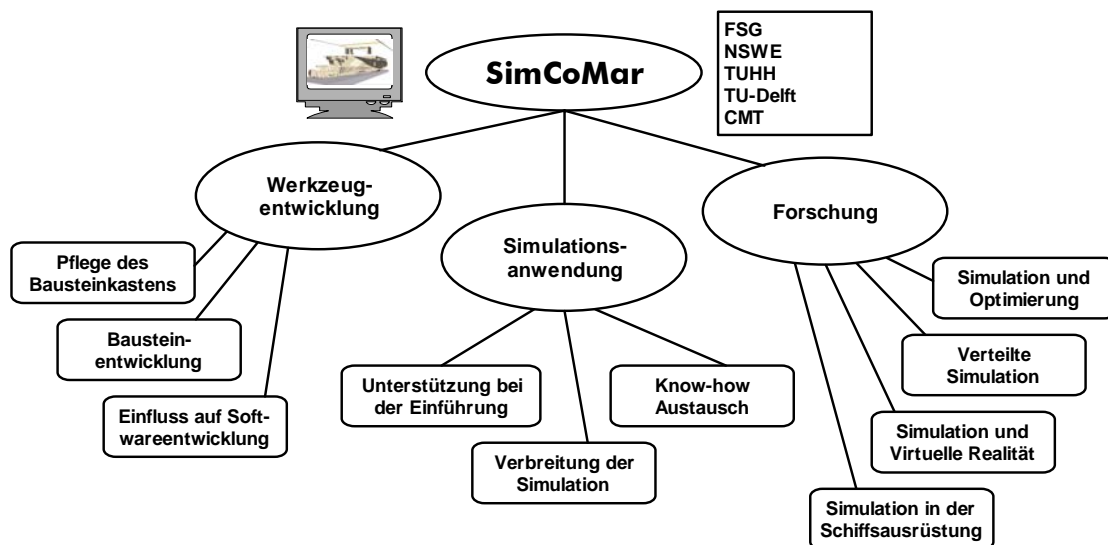 SimCoMar
FSG
NSWE
TUHH
TU-Delft
CMT
Werkzeug-
entwicklung
Simulations-
anwendung
Forschung
Pflege des
Bausteinkastens
Baustein-
entwicklung
Einfluss auf Soft-
wareentwicklung
Unterstützung bei
der Einführung
Verbreitung der
Simulation
Know-how
Austausch
Simulation und
Optimierung
Verteilte
Simulation
Simulation und
Virtuelle Realität
Simulation in der
Schiffsausrüstung